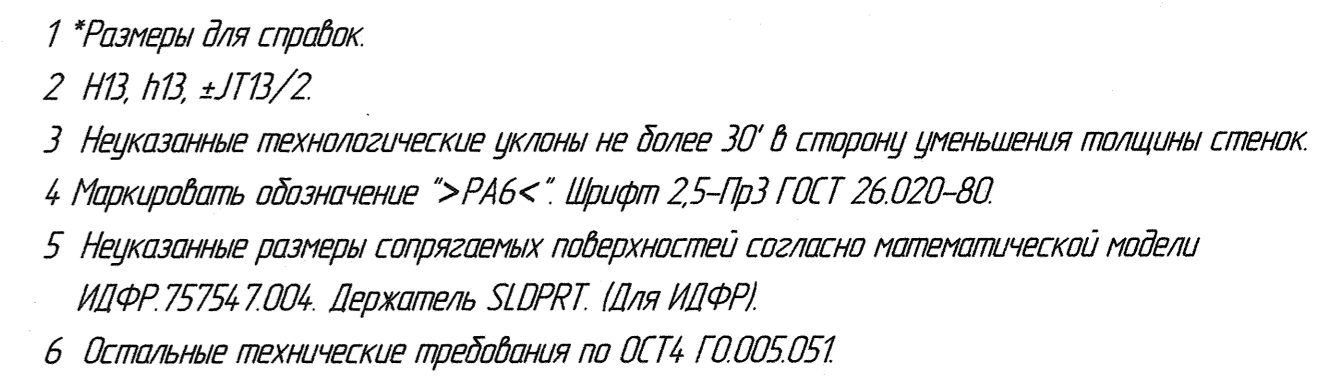 1 *Размеры для справок.
2 H13, h13, ±JT13/2.
3 Неуказанные технологические уклоны не более 30' в сторону уменьшения толщины стенок.
4 Маркировать обозначение ">PA6<". Шрифт 2,5-Пр3 ГОСТ 26.020-80.
5 Неуказанные размеры сопрягаемых поверхностей согласно математической модели
ИДФР.757547.004. Держатель SLDPRT. (Для ИДФР).
6 Остальные технические требования по ОСТ4 ГО.005.051.